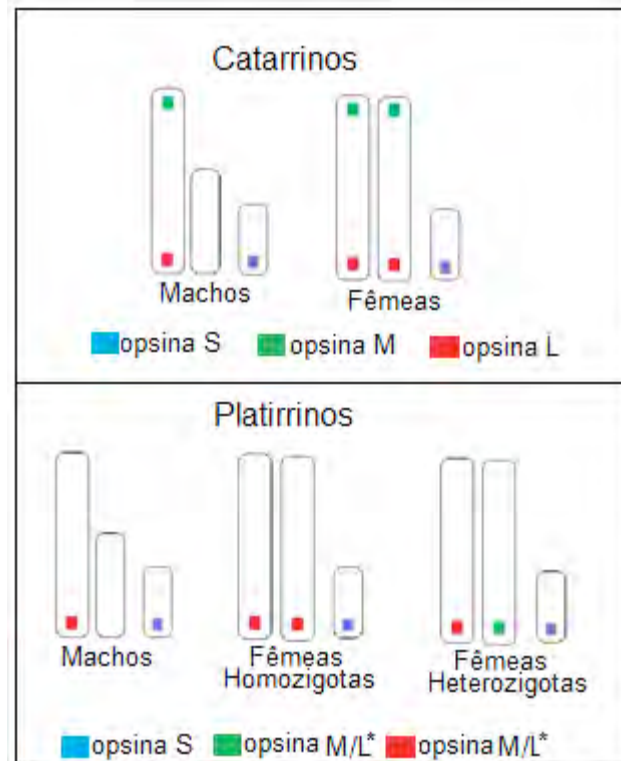 Catarrinos
Machos
Fêmeas
opsina S opsina M opsina L
Platirrinos
Machos
Fêmeas
Homozigotas
Fêmeas
Heterozigotas
opsina S opsina M/L* opsina M/L*